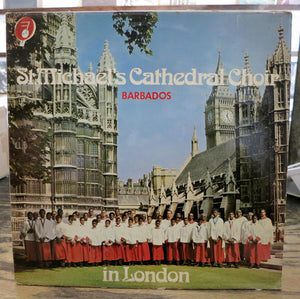 St. Michael's Cathedral Choir
BARBADOS
in London